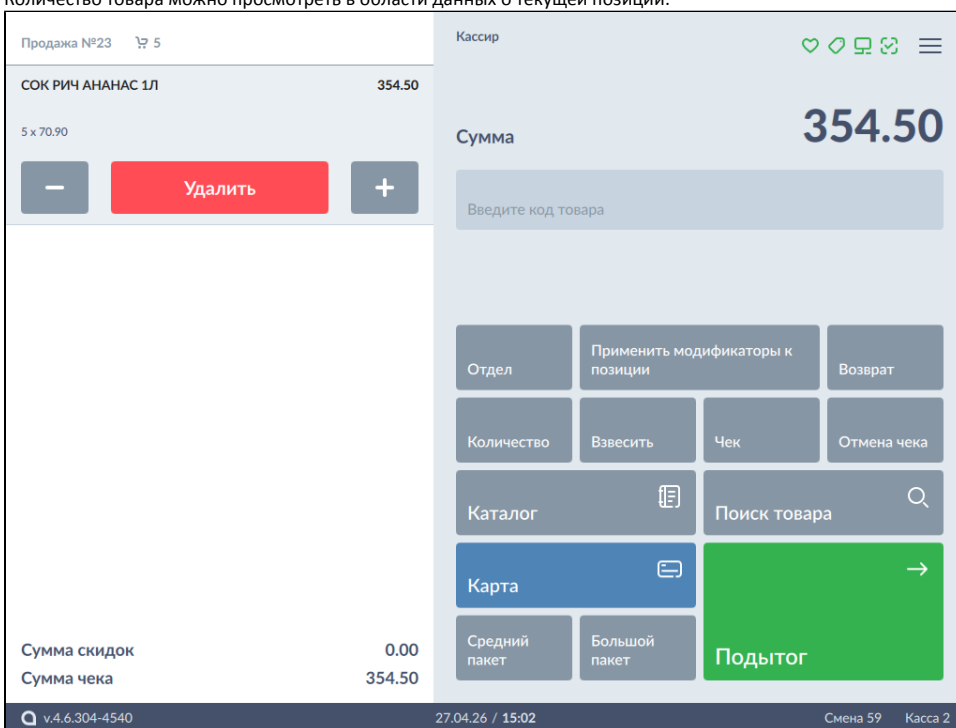 Количество товара можно просмотреть в области данных о текущей позиции.
Продажа №23 5
СОК РИЧ АНАНАС 1Л 354.50
5 x 70.90
Удалить
Сумма скидок 0.00
Сумма чека 354.50
Кассир
Сумма 354.50
Введите код товара
Отдел
Применить модификаторы к
позиции
Возврат
Количество
Взвесить
Чек
Отмена чека
Каталог
Поиск товара
Карта
Подытог
Средний
пакет
Большой
пакет
v.4.6.304-4540 27.04.26 / 15:02 Смена 59 Касса 2